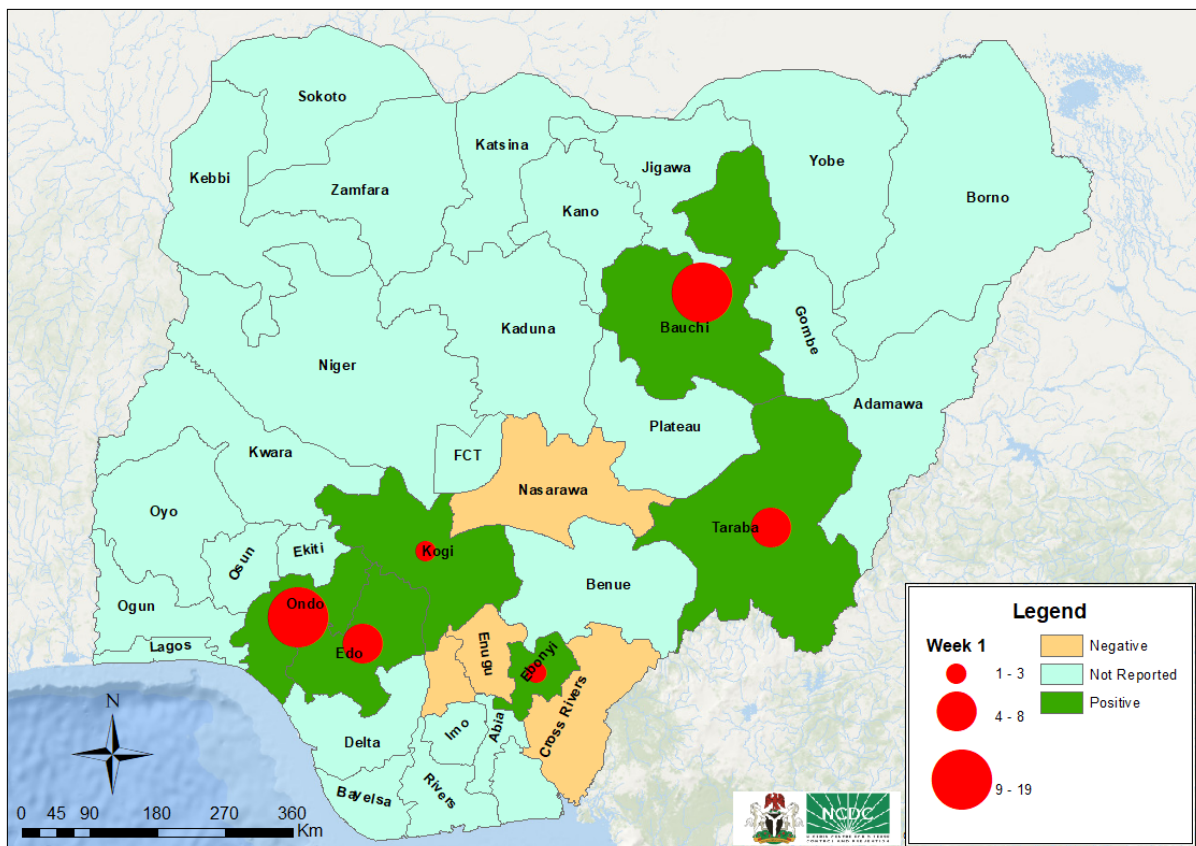 Sokoto
Katsina
Jigawa
Yobe
Kebbi
Zamfara
Borno
Kano
Kaduna
Bauchi
Gombe
Niger
Adamawa
Plateau
Kwara
FCT
Nasarawa
Oyo
Taraba
Osun
Ekiti
Kogi
Benue
Ogun
Ondo
Lagos
Edo
Enugu
Ebonyi
Cross Rivers
Imo
Abia
Delta
Bayelsa
Rivers
N
0 45 90 180 270 360
Km
NCDC
Legend
Week 1
1 - 3
4 - 8
9 - 19
Negative
Not Reported
Positive